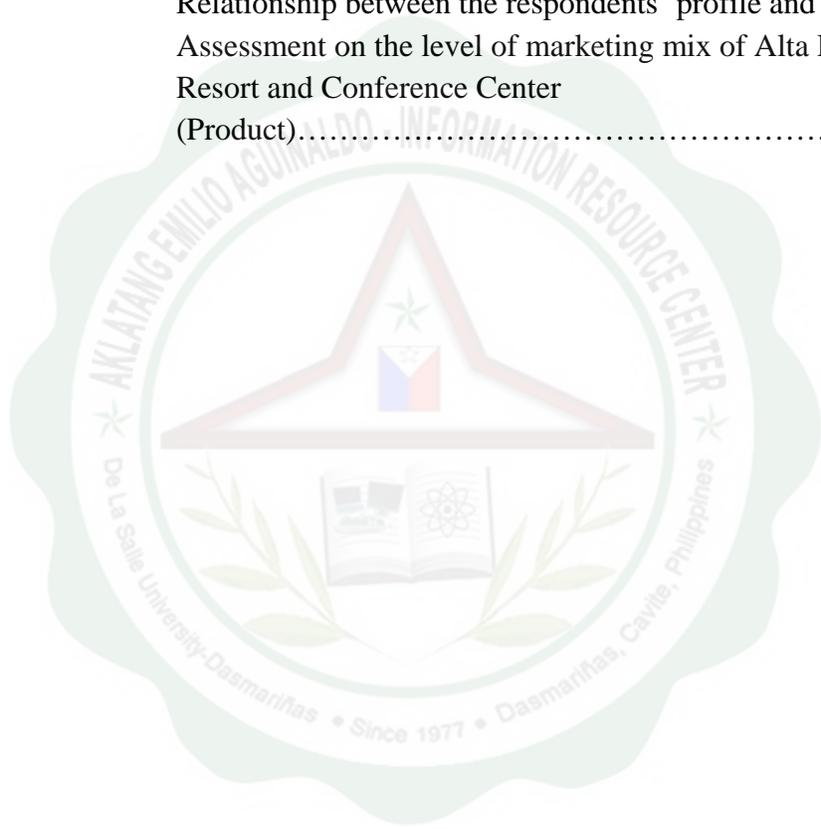 Relationship between the respondents' profile and
Assessment on the level of marketing mix of Alta
Resort and Conference Center
(Product)……………………………………………………
AKLATANG EMILIO AGUINALDO - INFORMATION RESOURCE CENTER
De La Salle University-Dasmariñas • Since 1977 • Dasmariñas, Cavite, Philippines